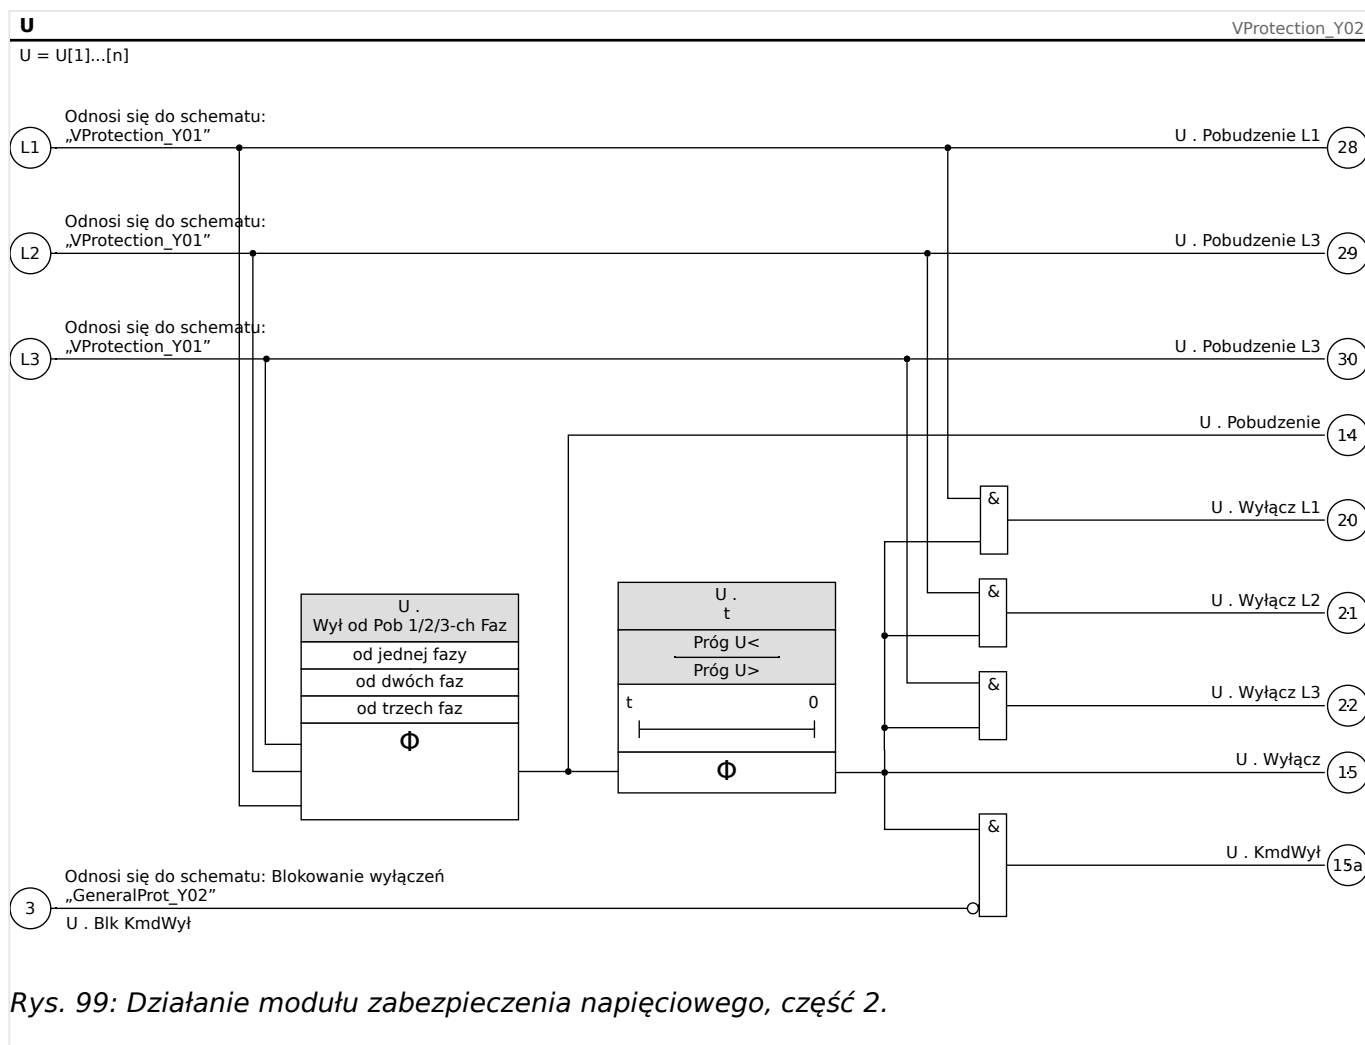 U
VProtection_Y02
U = U[1]...[n]
Odnosi się do schematu:
„VProtection_Y01”
L1
U . Pobudzenie L1
28
Odnosi się do schematu:
„VProtection_Y01”
L2
U . Pobudzenie L3
29
Odnosi się do schematu:
„VProtection_Y01”
L3
U . Pobudzenie L3
30
U . Pobudzenie
14
&
U . Wyłącz L1
20
&
U . Wyłącz L2
21
U .
Wył od Pob 1/2/3-ch Faz
od jednej fazy
od dwóch faz
od trzech faz
Φ
U .
t
Próg U<
Próg U>
t 0
Φ
&
U . Wyłącz L3
22
U . Wyłącz
15
&
U . KmdWył
15a
Odnosi się do schematu: Blokowanie wyłączeń
„GeneralProt_Y02”
3
U . Blk KmdWył
Rys. 99: Działanie modułu zabezpieczenia napięciowego, część 2.